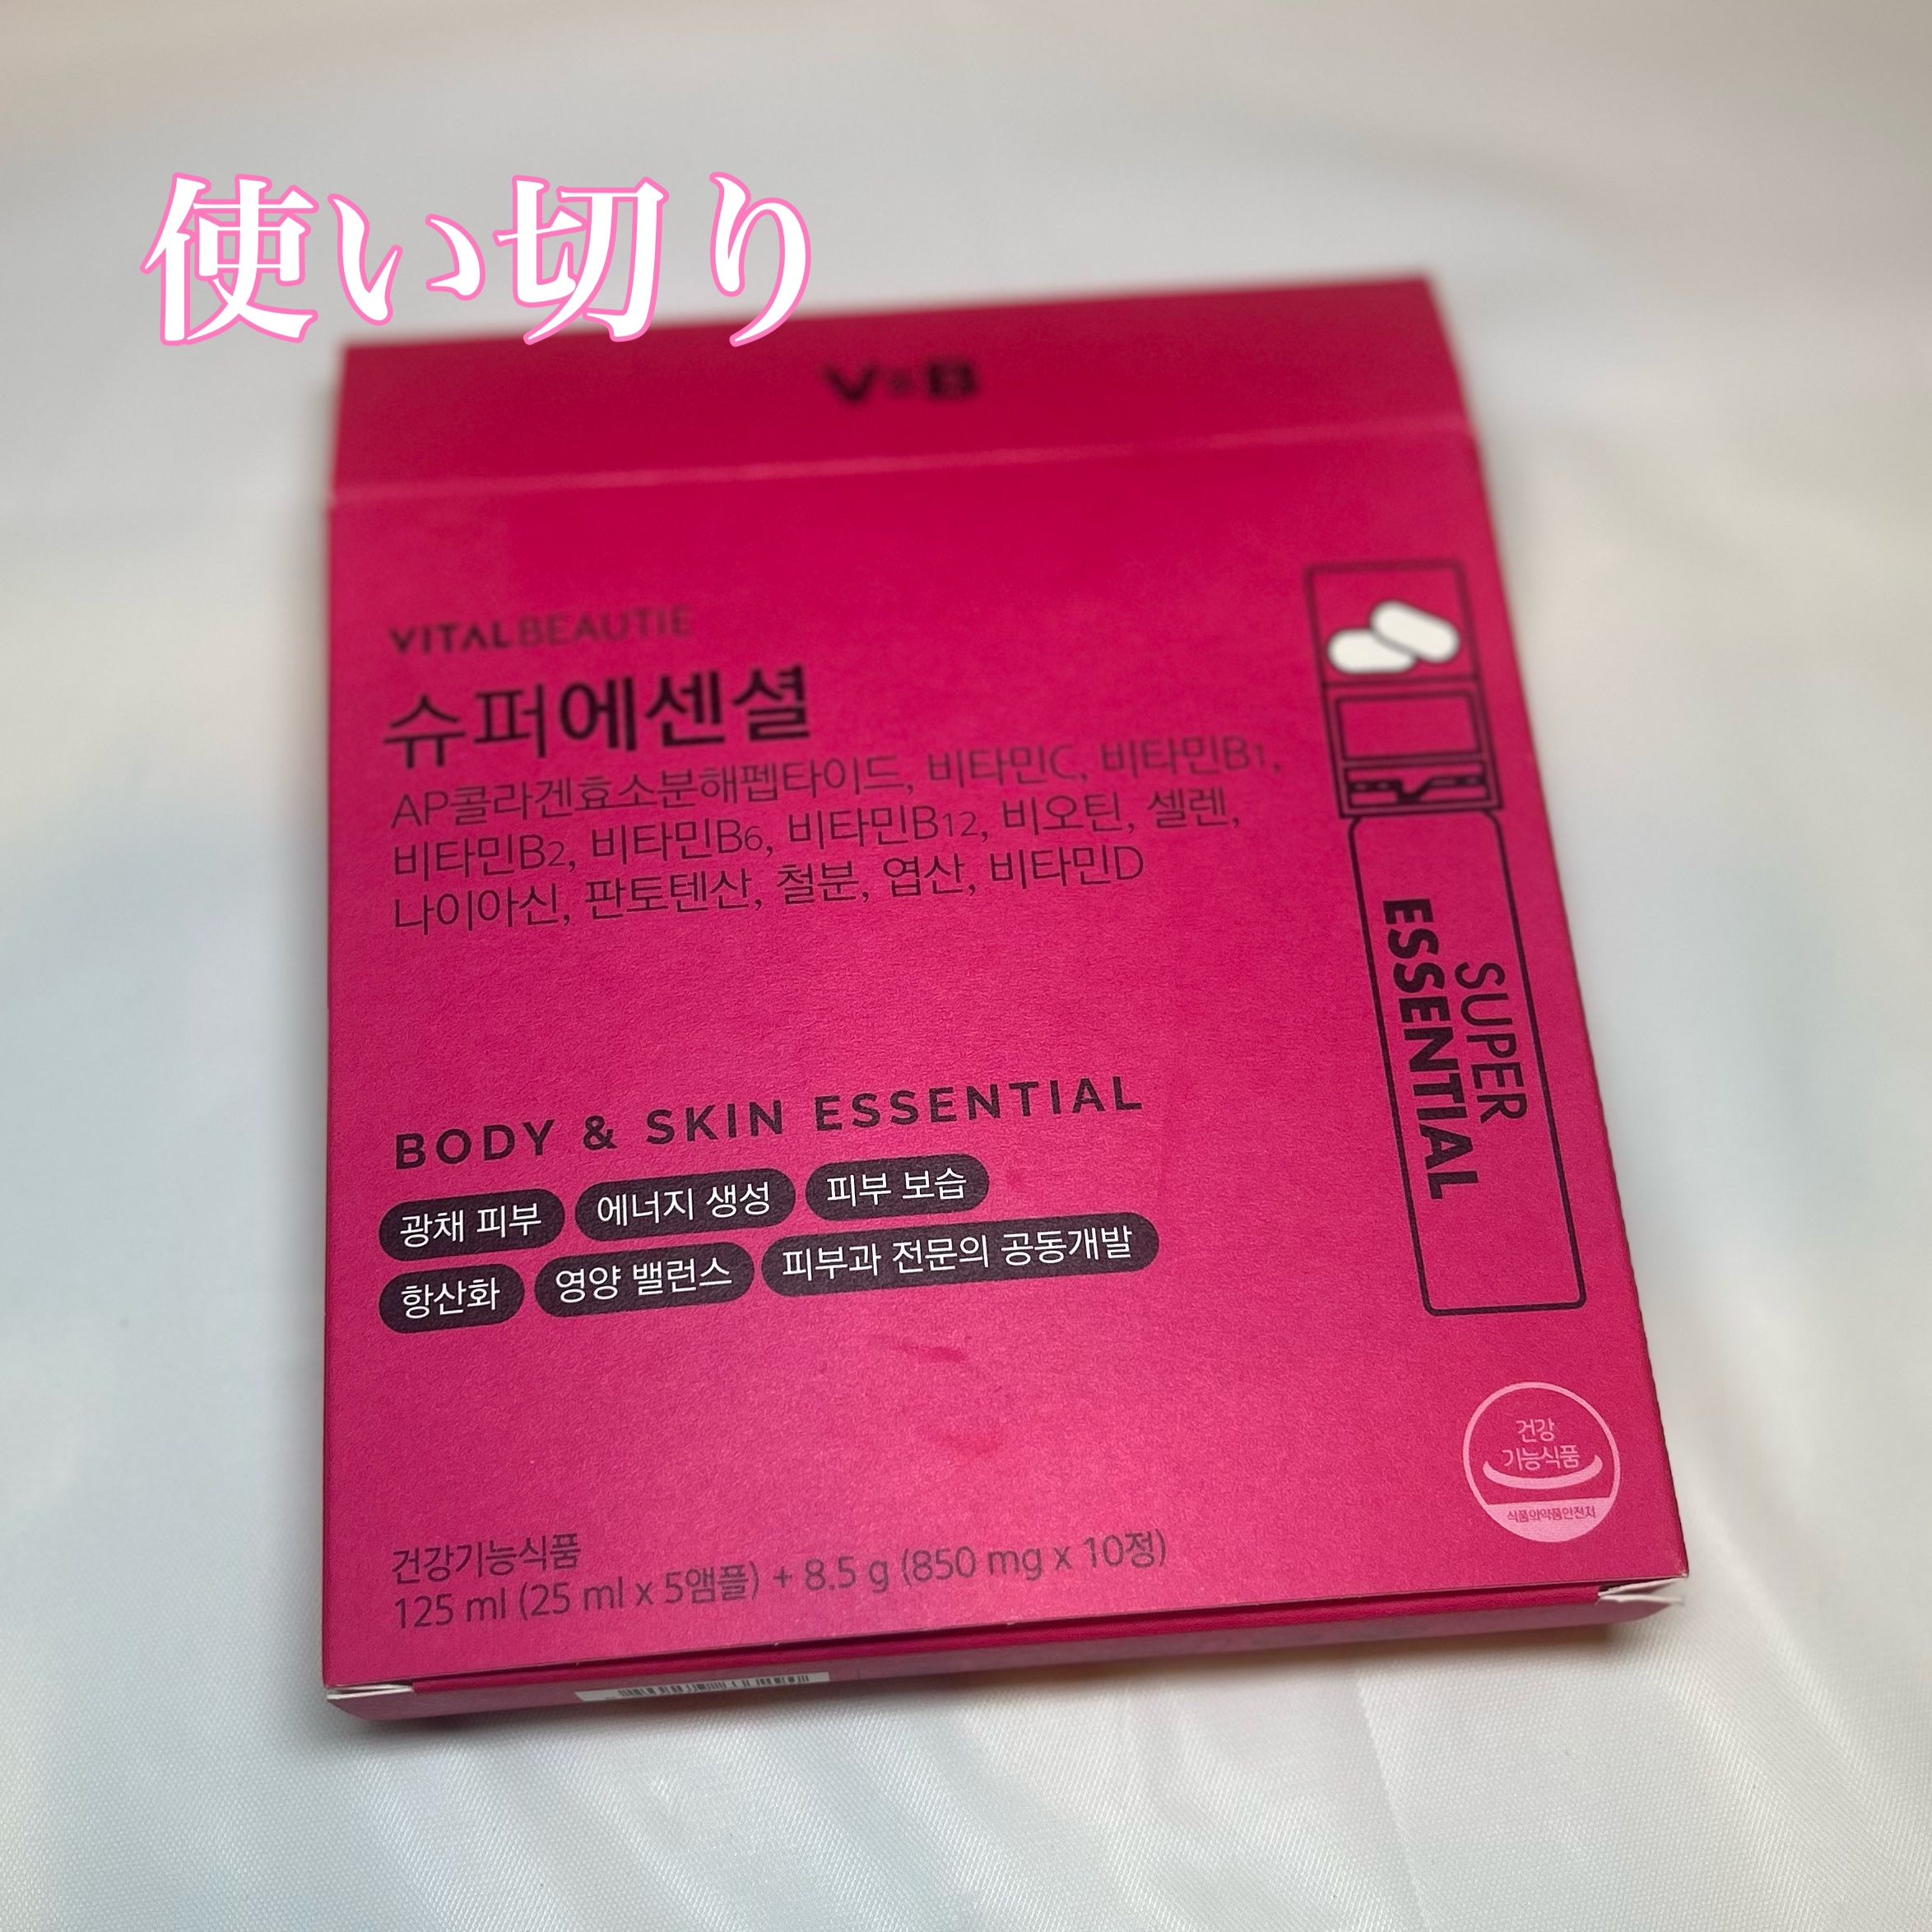 使い切り
V=B
VITALBEAUTIE
슈퍼에센셜
AP콜라겐효소분해펩타이드, 비타민C, 비타민B1,
비타민B2, 비타민B6, 비타민B12, 비오틴, 셀렌,
나이아신, 판토텐산, 철분, 엽산, 비타민D
SUPER
ESSENTIAL
BODY & SKIN ESSENTIAL
광채 피부 에너지 생성 피부 보습
항산화 영양 밸런스 피부과 전문의 공동개발
건강
기능식품
식품의약품안전처
건강기능식품
125 ml (25 ml x 5앰플) + 8.5 g (850 mg x 10정)